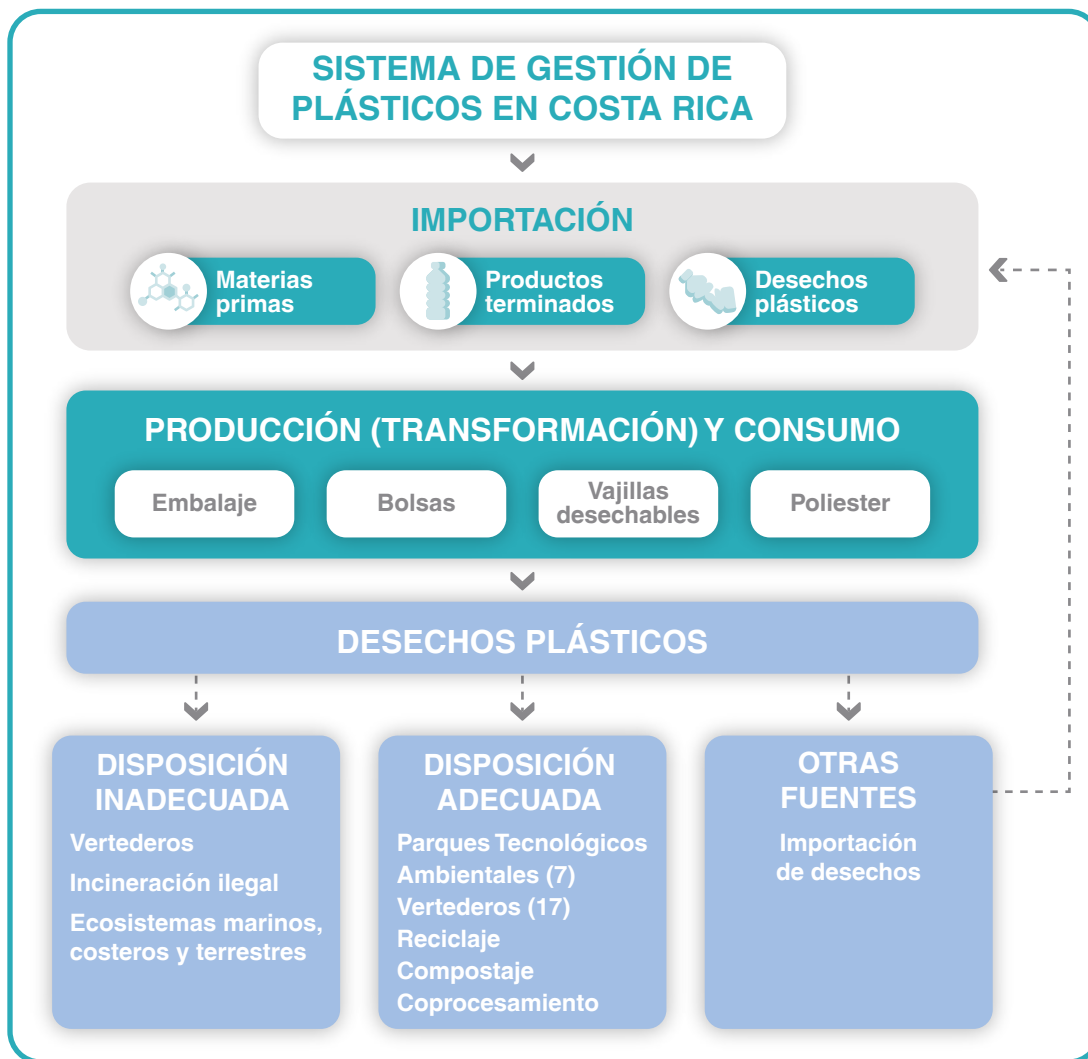 SISTEMA DE GESTIÓN DE
PLÁSTICOS EN COSTA RICA
IMPORTACIÓN
Materias
primas
Productos
terminados
Desechos
plásticos
PRODUCCIÓN (TRANSFORMACIÓN) Y CONSUMO
Embalaje
Bolsas
Vajillas
desechables
Poliester
DESECHOS PLÁSTICOS
DISPOSICIÓN
INADECUADA
Vertederos
Incineración ilegal
Ecosistemas marinos,
costeros y terrestres
DISPOSICIÓN
ADECUADA
Parques Tecnológicos
Ambientales (7)
Vertederos (17)
Reciclaje
Compostaje
Coprocesamiento
OTRAS
FUENTES
Importación
de desechos